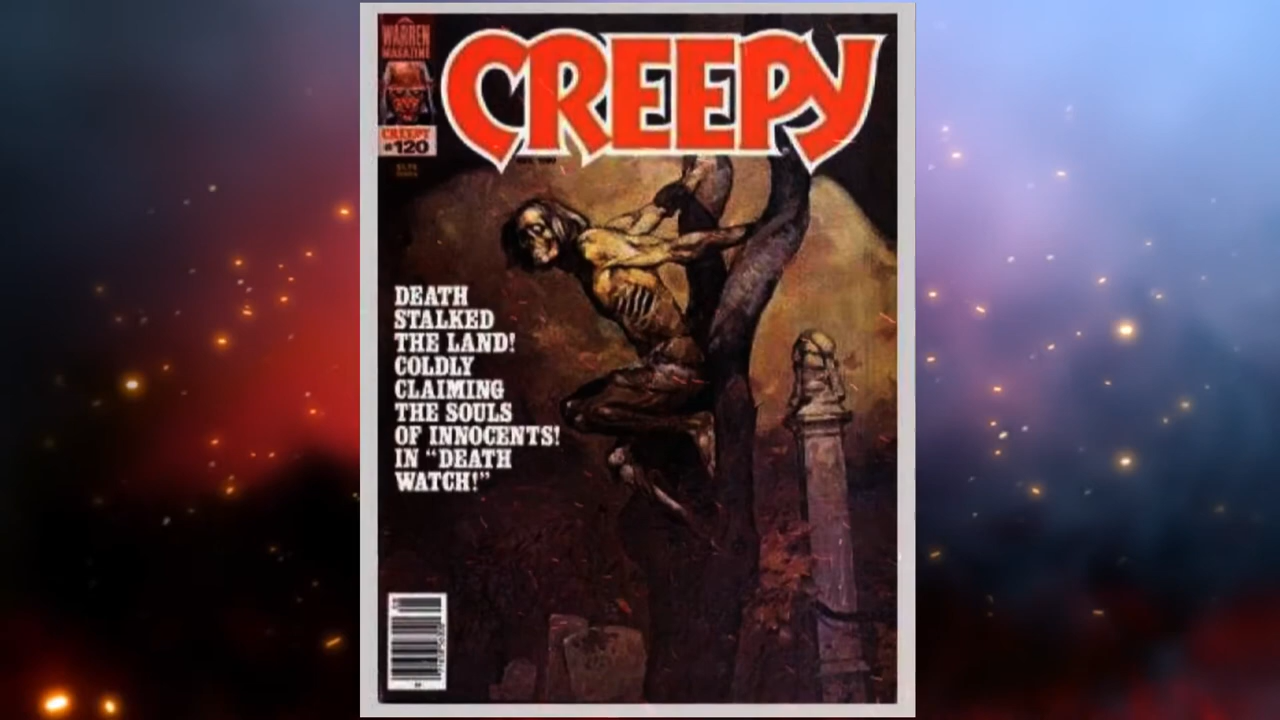 WARREN
MAGAZINE
CREEPY
CREEPY
#120
DEATH
STALKED
THE LAND!
COLDLY
CLAIMING
THE SOULS
OF INNOCENTS!
IN “DEATH
WATCH!”